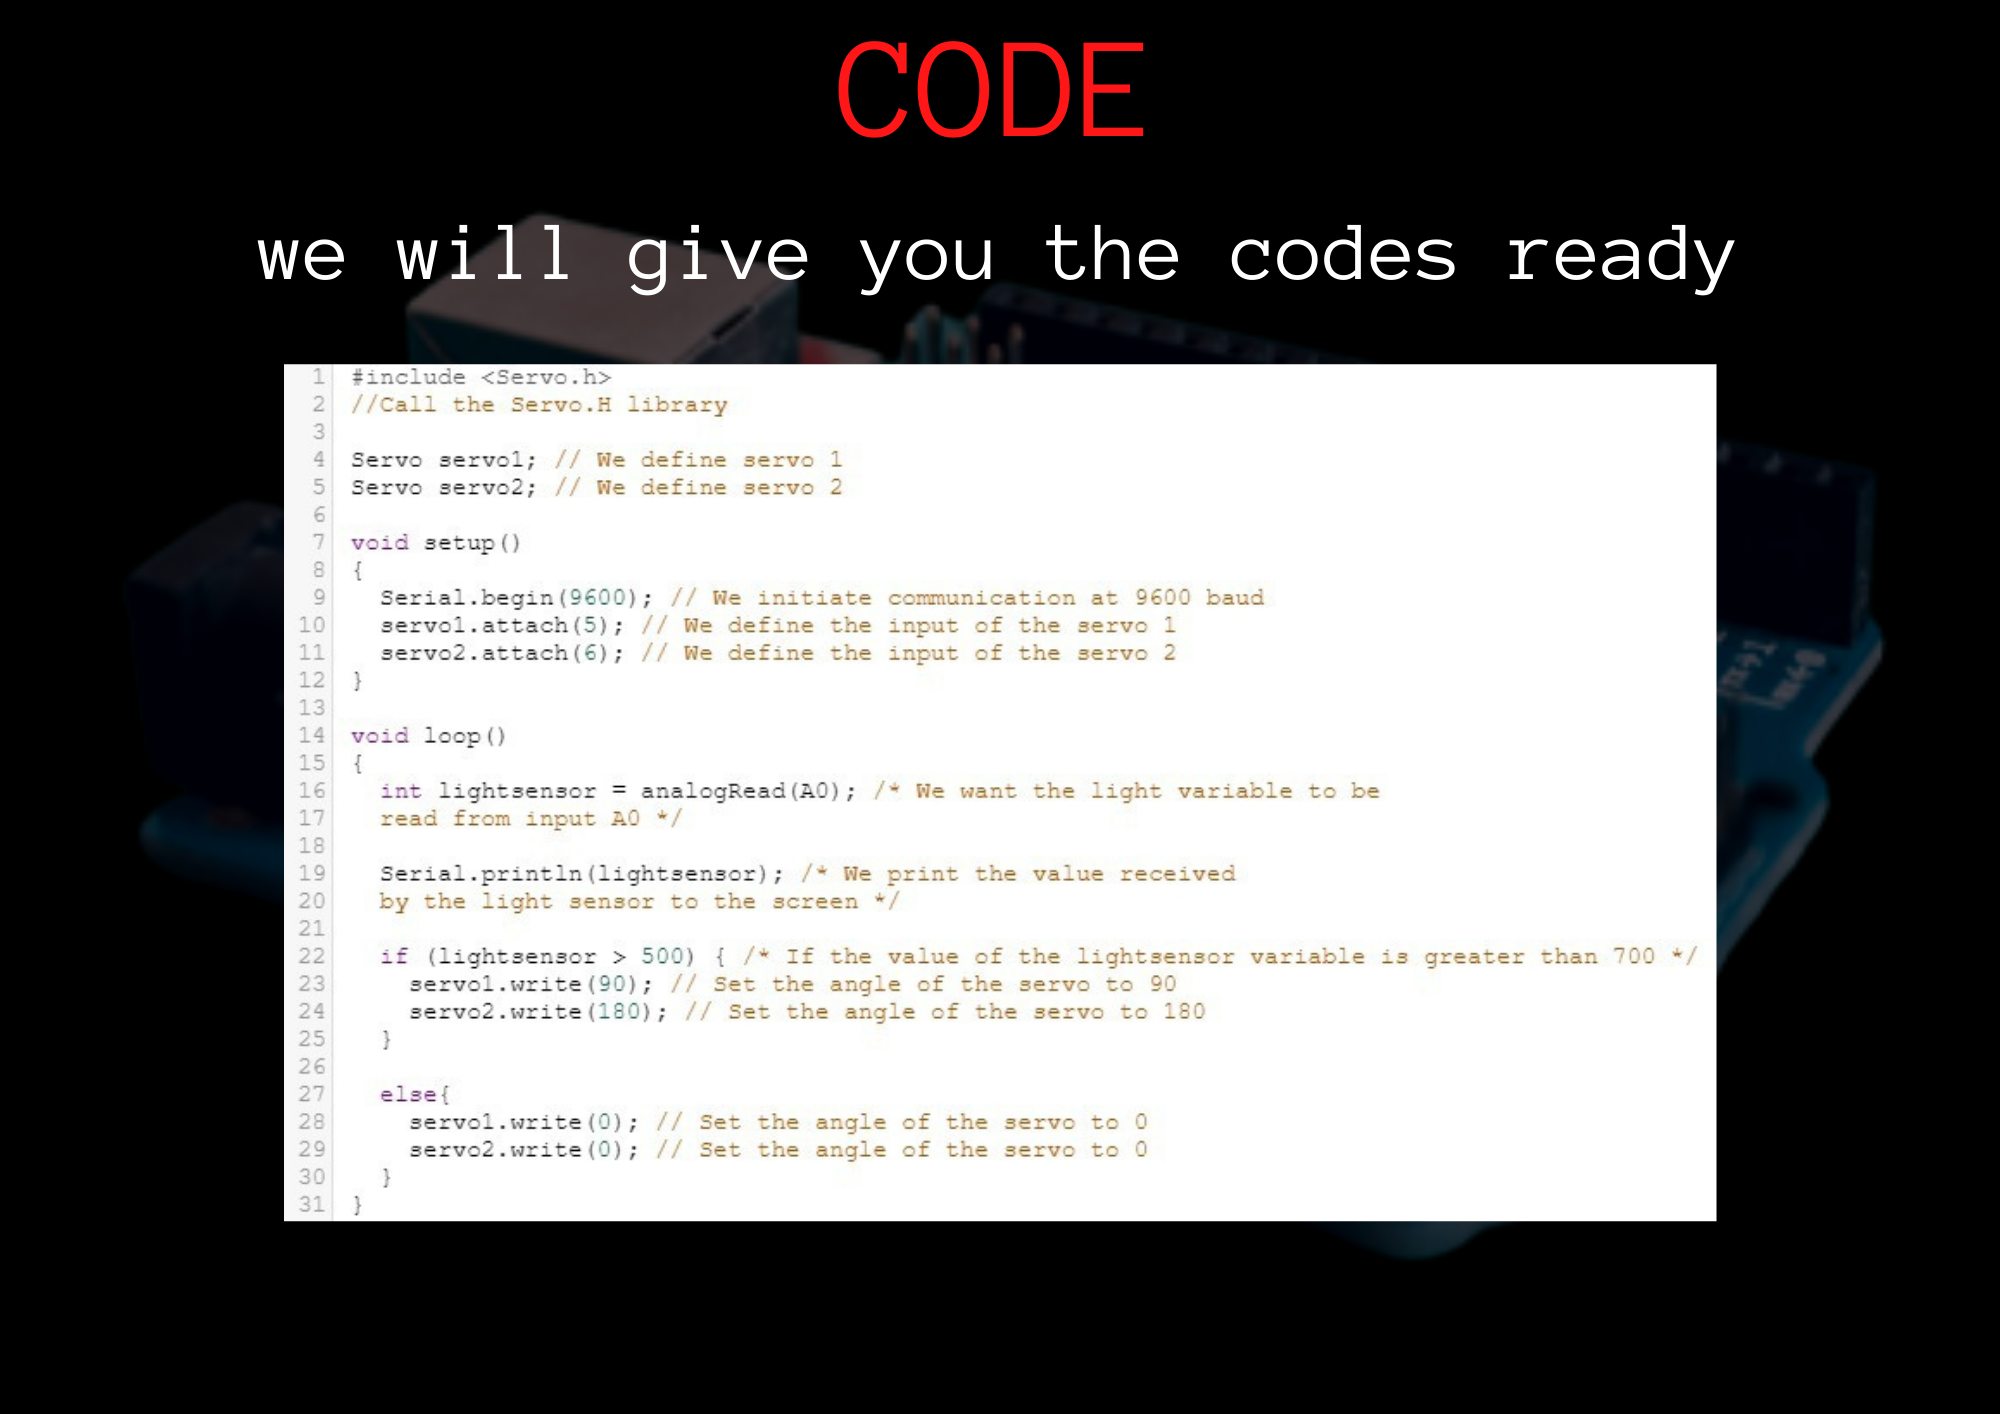 CODE
we will give you the codes ready
1 #include <Servo.h>
2 //Call the Servo.H library
3
4 Servo servo1; // We define servo 1
5 Servo servo2; // We define servo 2
6
7 void setup()
8 {
9 Serial.begin(9600); // We initiate communication at 9600 baud
10 servo1.attach(5); // We define the input of the servo 1
11 servo2.attach(6); // We define the input of the servo 2
12 }
13
14 void loop()
15 {
16 int lightsensor = analogRead(A0); /* We want the light variable to be
17 read from input A0 */
18
19 Serial.println(lightsensor); /* We print the value received
20 by the light sensor to the screen */
21
22 if (lightsensor > 500) { /* If the value of the lightsensor variable is greater than 700 */
23 servo1.write(90); // Set the angle of the servo to 90
24 servo2.write(180); // Set the angle of the servo to 180
25 }
26
27 else{
28 servo1.write(0); // Set the angle of the servo to 0
29 servo2.write(0); // Set the angle of the servo to 0
30 }
31 }